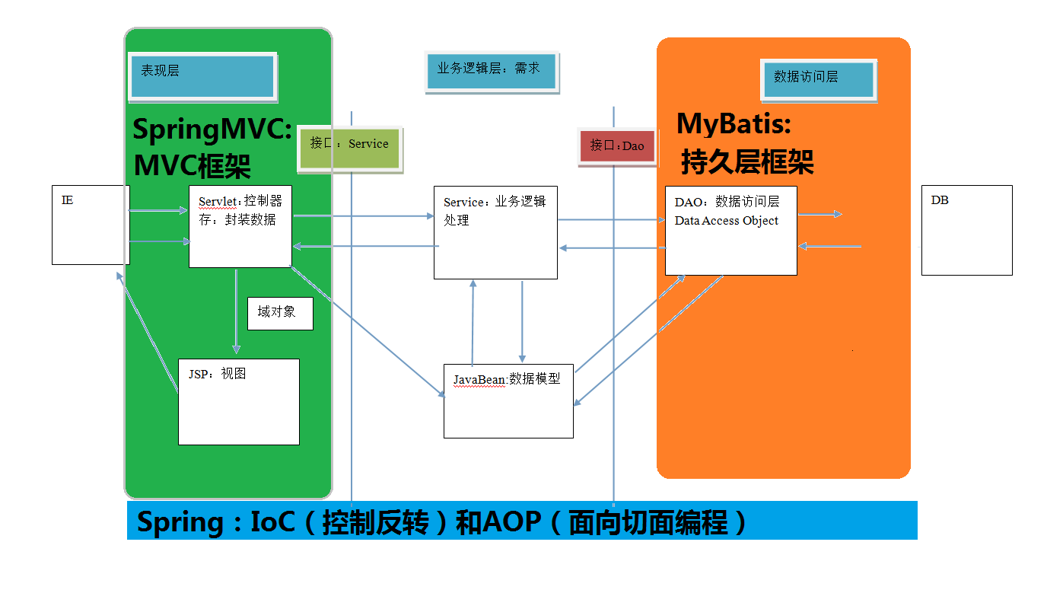 表现层
业务逻辑层：需求
数据访问层
SpringMVC:
MVC框架
接口：Service
接口:Dao
MyBatis:
持久层框架
IE
Servlet:控制器
存：封装数据
Service：业务逻辑
处理
DAO：数据访问层
Data Access Object
DB
域对象
JSP：视图
JavaBean:数据模型
Spring：IoC（控制反转）和AOP（面向切面编程）